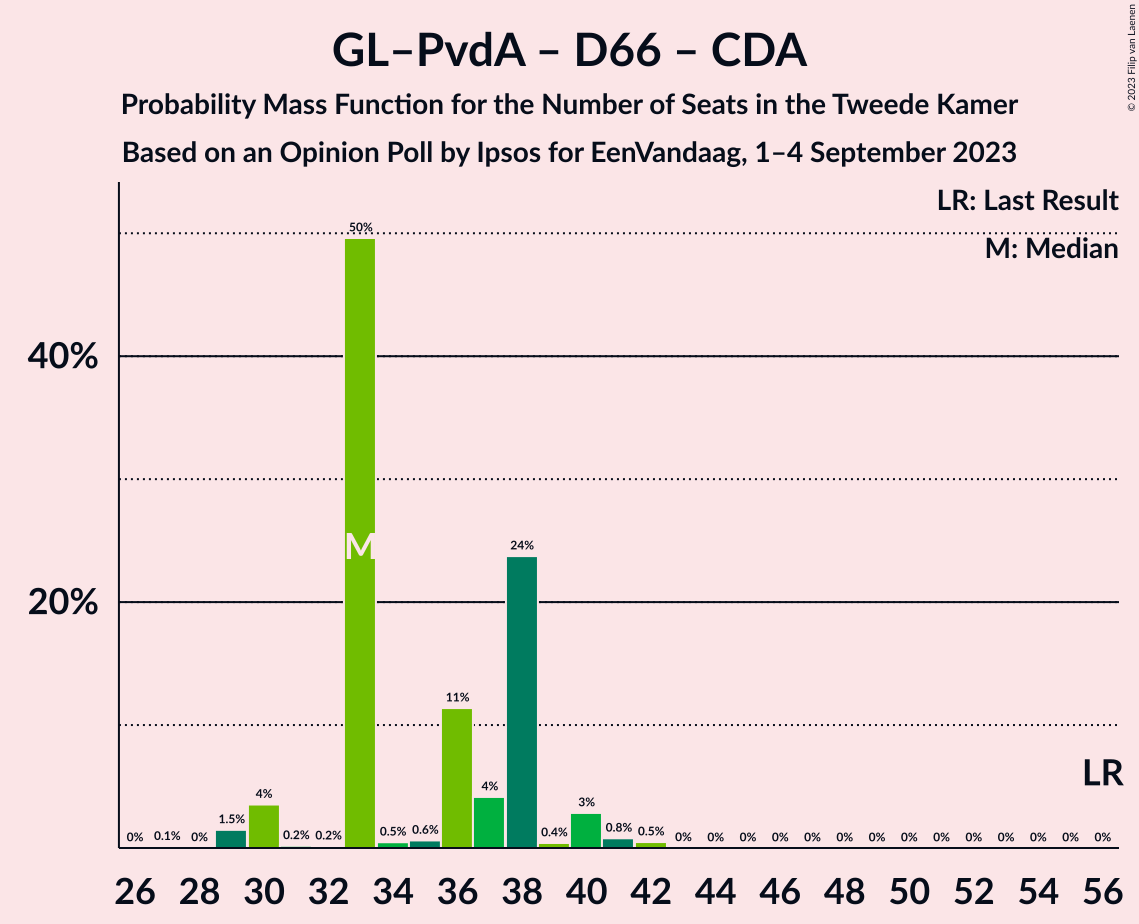 GL–PvdA – D66 – CDA
Probability Mass Function for the Number of Seats in the Tweede Kamer
Based on an Opinion Poll by Ipsos for EenVandaag, 1–4 September 2023
© 2023 Filip van Laenen
LR: Last Result
M: Median
50%
40%
M
24%
20%
11%
LR
0% 0.1% 0% 1.5% 4% 0.2% 0.2% 0.5% 0.6% 4% 0.4% 3% 0.8% 0.5% 0% 0% 0% 0% 0% 0% 0% 0% 0% 0% 0% 0% 0% 0%
26 28 30 32 34 36 38 40 42 44 46 48 50 52 54 56